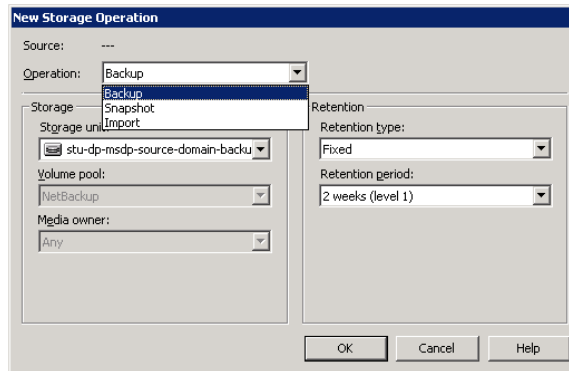 New Storage Operation
Source: ---
Operation: Backup
Backup
Snapshot
Import
Storage
Storage uni
stu-dp-msdp-source-domain-backu
Volume pool:
NetBackup
Media owner:
Any
Retention
Retention type:
Fixed
Retention period:
2 weeks (level 1)
OK
Cancel
Help